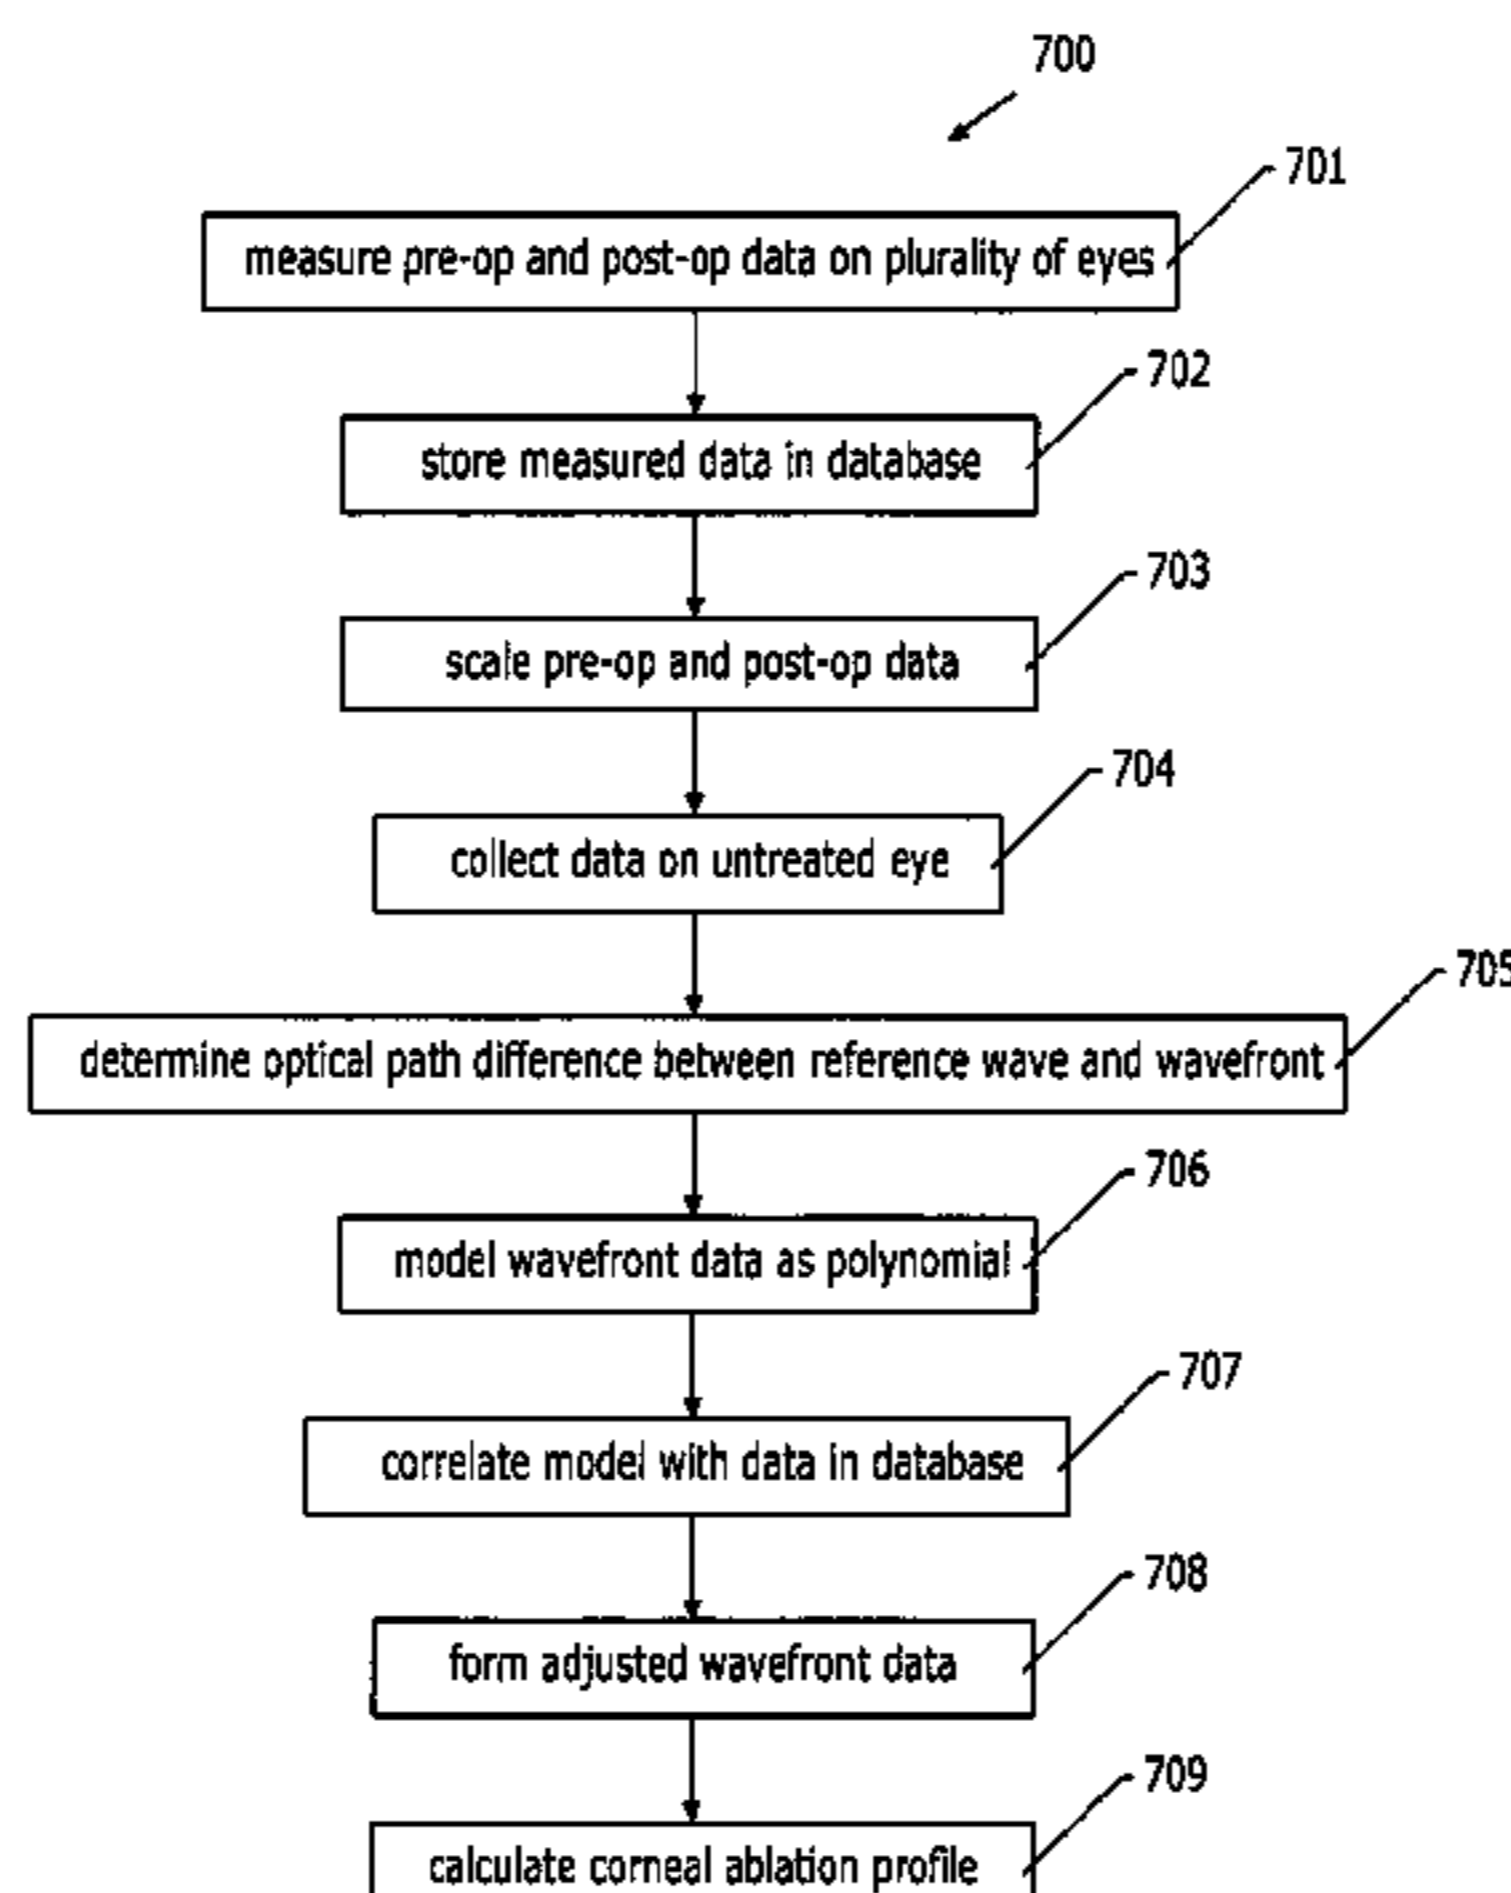 700
701
measure pre-op and post-op data on plurality of eyes
702
store measured data in database
703
scale pre-op and post-op data
704
collect data on untreated eye
705
determine optical path difference between reference wave and wavefront
706
model wavefront data as polynomial
707
correlate model with data in database
708
form adjusted wavefront data
709
calculate corneal ablation profile